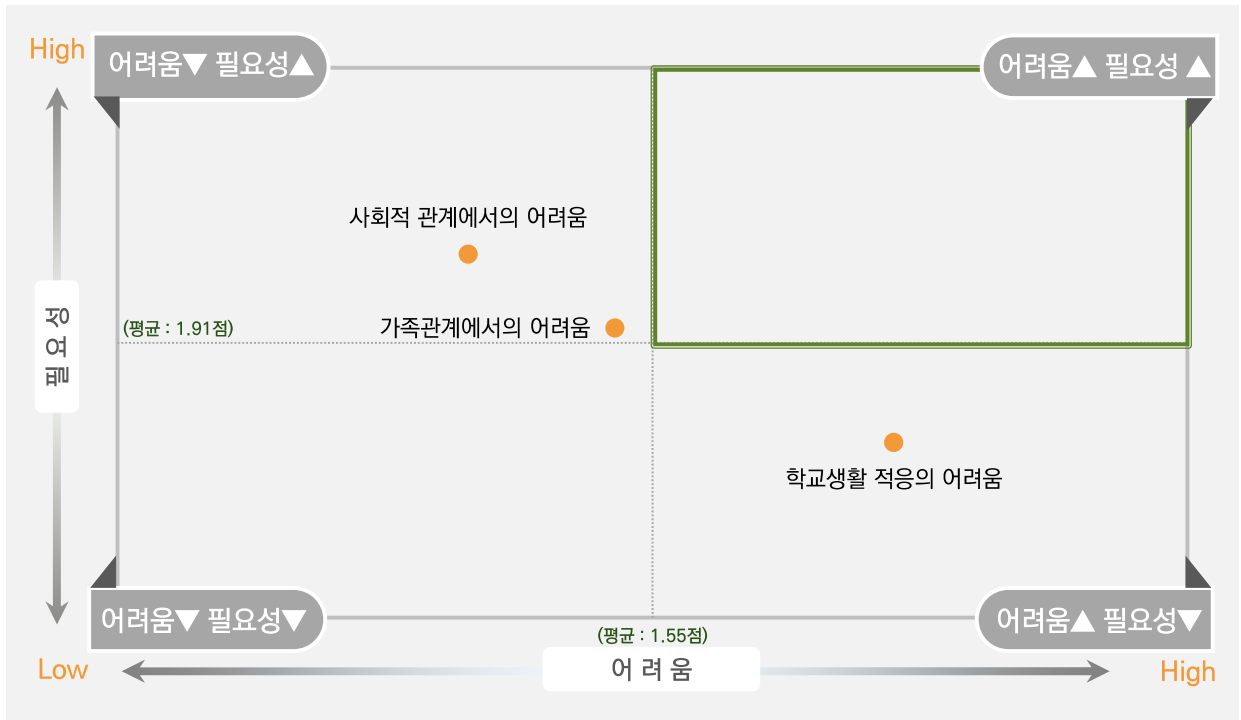 High
어려움▼ 필요성▲
어려움▲ 필요성 ▲
사회적 관계에서의 어려움
(평균 : 1.91점)
가족관계에서의 어려움
필요성
학교생활 적응의 어려움
어려움▼ 필요성▼
어려움▲ 필요성▼
(평균 : 1.55점)
Low
어 려 움
High